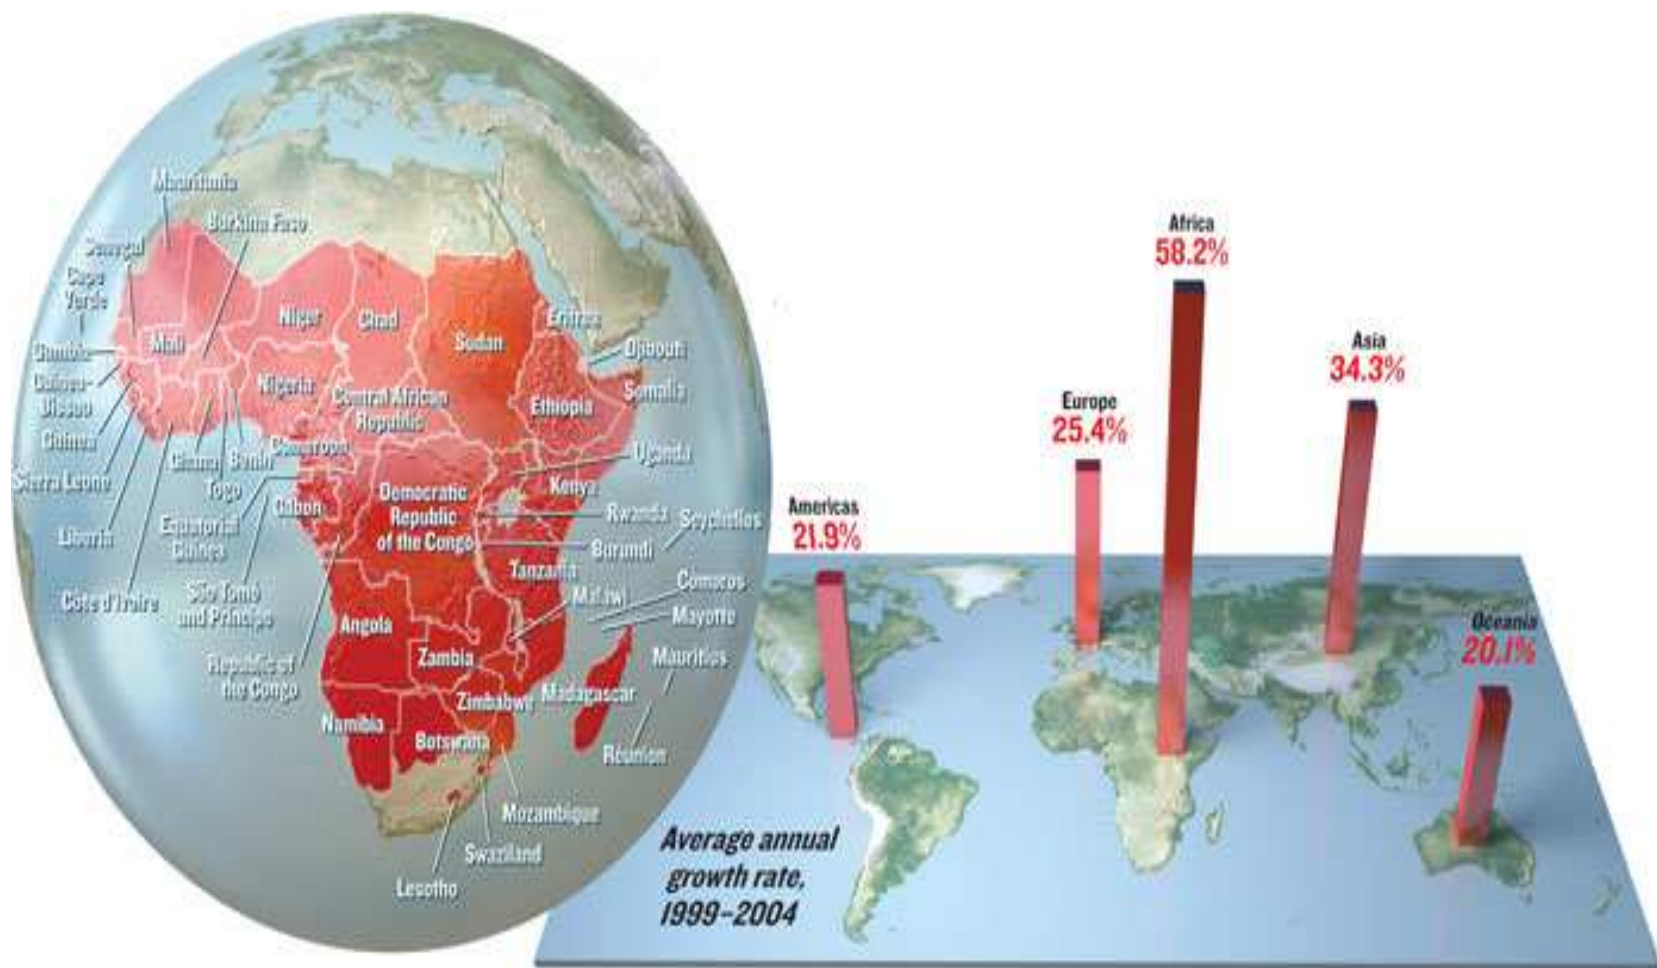 Mauritania
Burkina Faso
Senegal
Cape
Verde
Gambia
Guinea-
Bissau
Guinea
Sierra Leone
Liberia
Cote d'Ivoire
Mali
Niger
Chad
Sudan
Eritrea
Djibouti
Somalia
Nigeria
Central African
Republic
Ethiopia
Ghana
Benin
Togo
Cameroon
Equatorial
Guinea
Gabon
São Tomé
and Principe
Republic of
the Congo
Democratic
Republic
of the Congo
Uganda
Kenya
Rwanda
Seychelles
Burundi
Tanzania
Malawi
Comoros
Mayotte
Mauritius
Réunion
Angola
Zambia
Zimbabwe
Madagascar
Namibia
Botswana
Mozambique
Swaziland
Lesotho
Americas
21.9%
Europe
25.4%
Africa
58.2%
Asia
34.3%
Oceania
20.1%
Average annual
growth rate,
1999–2004